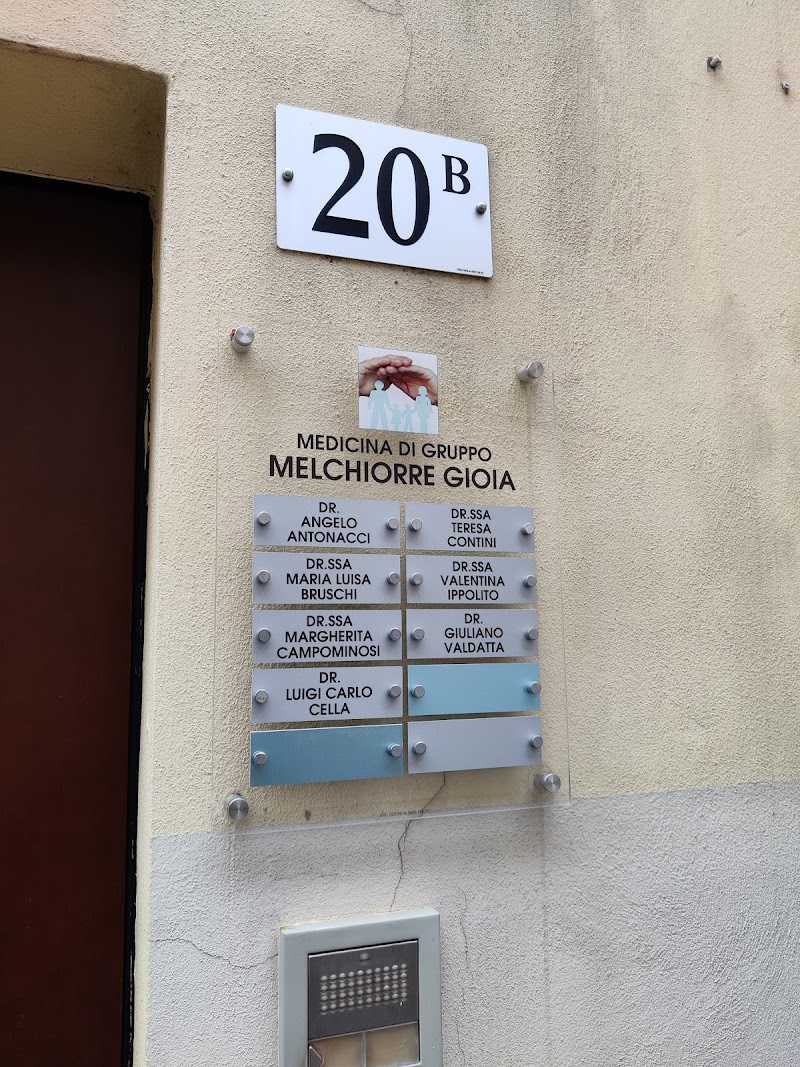 20 B
MEDICINA DI GRUPPO
MELCHIORRE GIOIA
DR.
ANGELO
ANTONACCI
DR.SSA
TERESA
CONTINI
DR.SSA
MARIA LUISA
BRUSCHI
DR.SSA
VALENTINA
IPPOLITO
DR.SSA
MARGHERITA
CAMPOMINOSI
DR.
GIULIANO
VALDATTA
DR.
LUIGI CARLO
CELLA